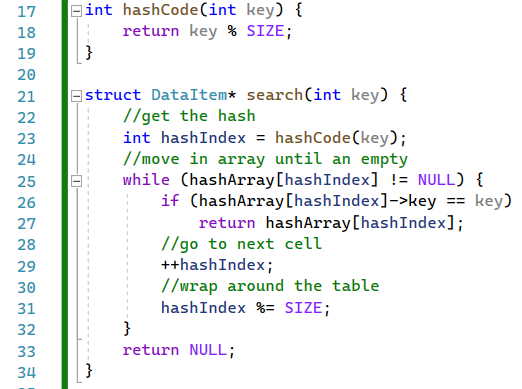 17 int hashCode(int key) {
18     return key % SIZE;
19 }
20
21 struct DataItem* search(int key) {
22     //get the hash
23     int hashIndex = hashCode(key);
24     //move in array until an empty
25     while (hashArray[hashIndex] != NULL) {
26         if (hashArray[hashIndex]->key == key)
27             return hashArray[hashIndex];
28         //go to next cell
29         ++hashIndex;
30         //wrap around the table
31         hashIndex %= SIZE;
32     }
33     return NULL;
34 }